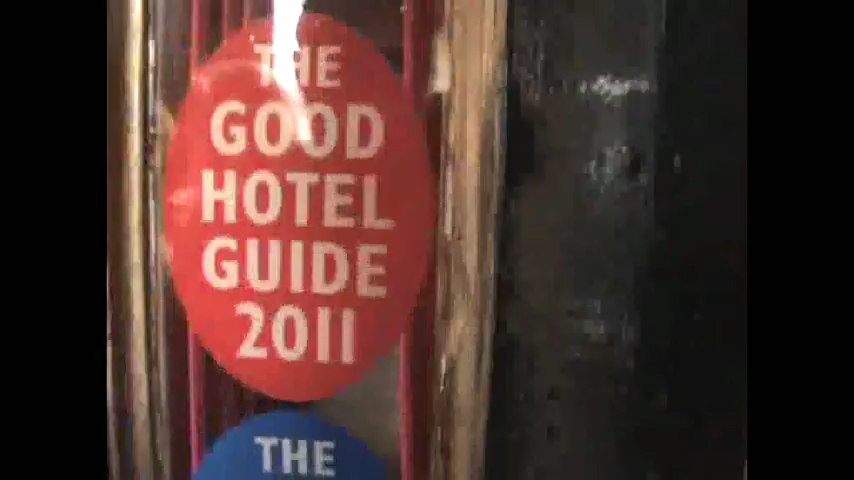 THE
GOOD
HOTEL
GUIDE
2011
THE